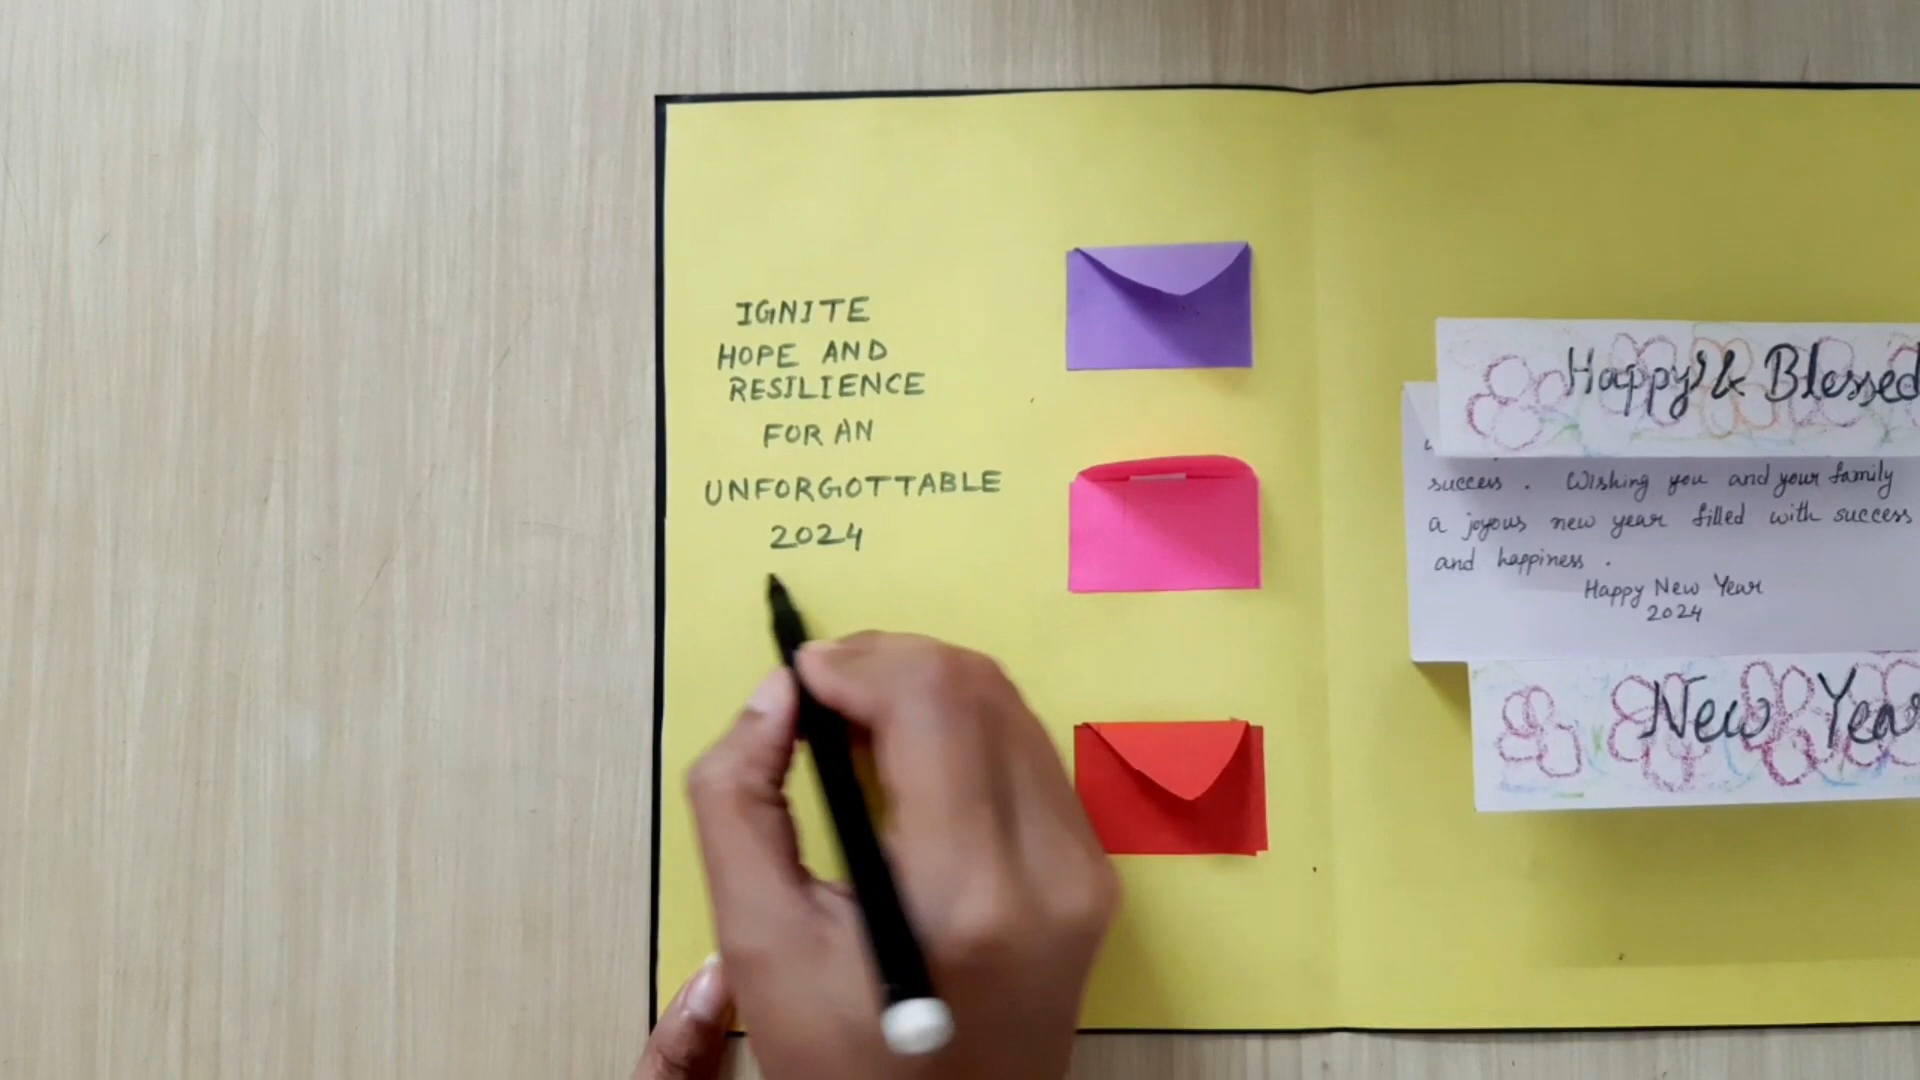 IGNITE
HOPE AND
RESILIENCE
FOR AN
UNFORGOTTABLE
2024
Happy & Blessed
success . Wishing you and your family
a joyous new year filled with success
and happiness .
Happy New Year
2024
New Year